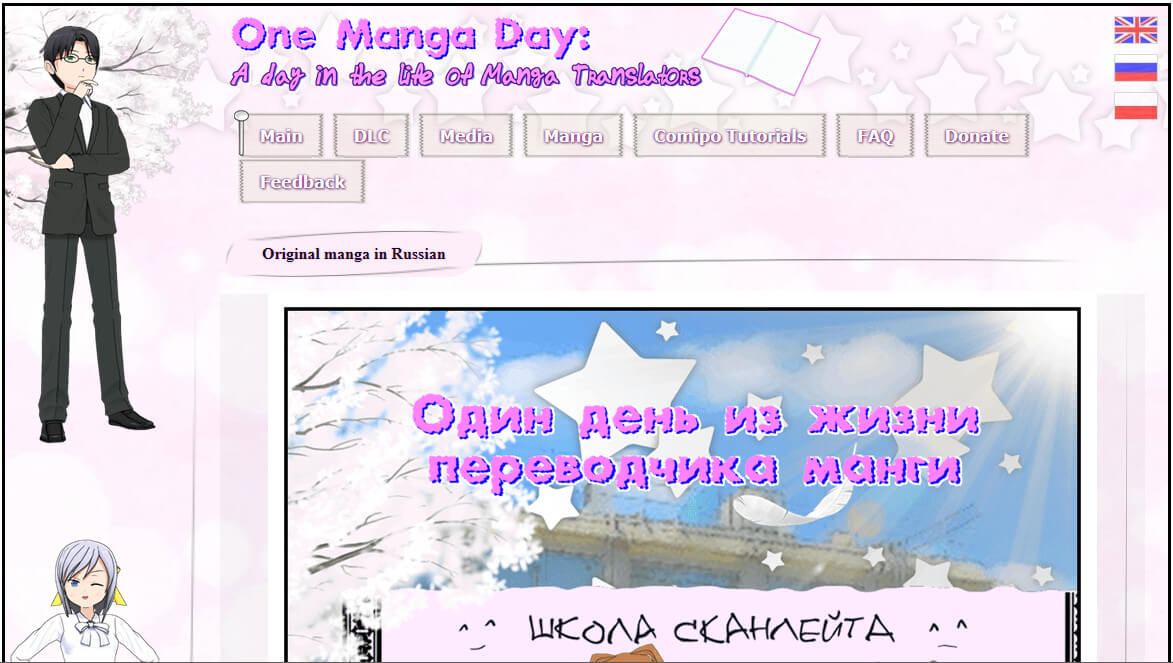 One Manga Day:
A day in the life of Manga Translators
Main DLC Media Manga Comipo Tutorials FAQ Donate
Feedback
Original manga in Russian
Один день из жизни
переводчика манги
^_^ ШКОЛА СКАНЛЕЙТА ^_^